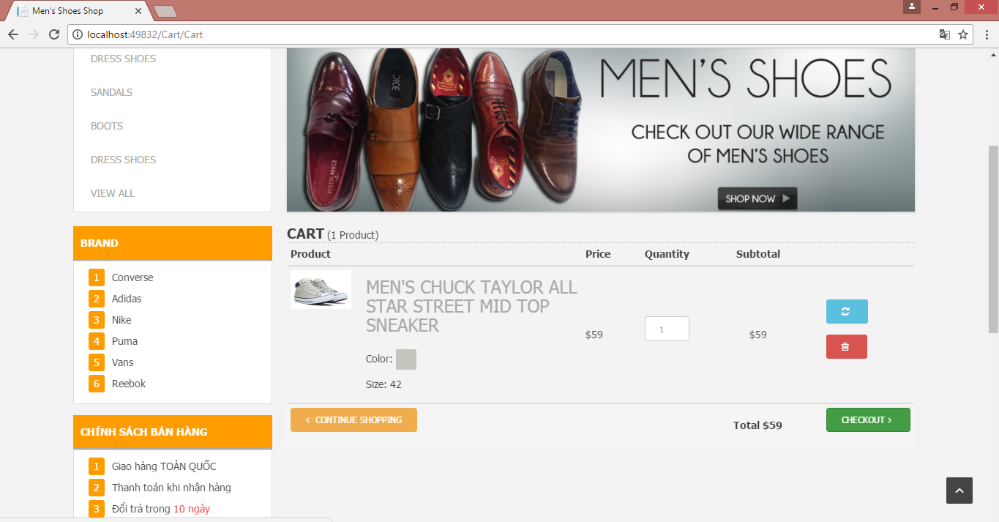 Men's Shoes Shop
localhost:49832/Cart/Cart
DRESS SHOES
SANDALS
BOOTS
DRESS SHOES
VIEW ALL
MEN'S SHOES
CHECK OUT OUR WIDE RANGE
OF MEN'S SHOES
SHOP NOW
JUSTIN REECE
DICE
BRAND
1 Converse
2 Adidas
3 Nike
4 Puma
5 Vans
6 Reebok
CHÍNH SÁCH BÁN HÀNG
1 Giao hàng TOÀN QUỐC
2 Thanh toán khi nhận hàng
3 Đổi trả trong 10 ngày
CART (1 Product)
Product Price Quantity Subtotal
MEN'S CHUCK TAYLOR ALL
STAR STREET MID TOP
SNEAKER
$59 1 $59
Color:
Size: 42
CONTINUE SHOPPING Total $59 CHECKOUT